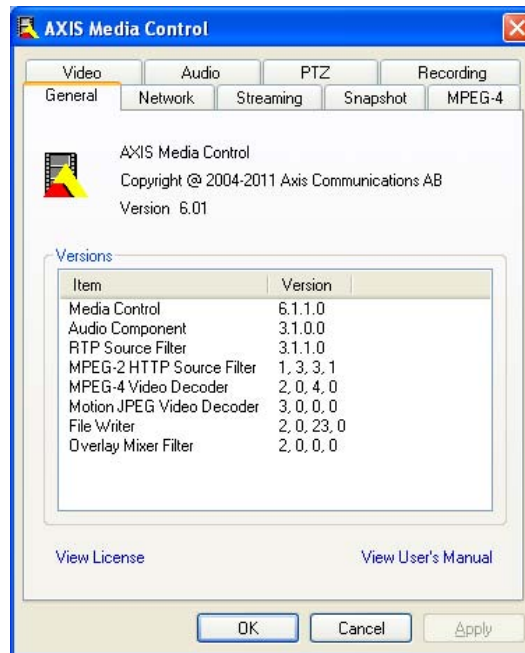 AXIS Media Control
Video Audio PTZ Recording
General Network Streaming Snapshot MPEG-4
AXIS Media Control
Copyright @ 2004-2011 Axis Communications AB
Version 6.01
Versions
Item Version
Media Control 6.1.1.0
Audio Component 3.1.0.0
RTP Source Filter 3.1.1.0
MPEG-2 HTTP Source Filter 1, 3, 3, 1
MPEG-4 Video Decoder 2, 0, 4, 0
Motion JPEG Video Decoder 3, 0, 0, 0
File Writer 2, 0, 23, 0
Overlay Mixer Filter 2, 0, 0, 0
View License View User's Manual
OK Cancel Apply